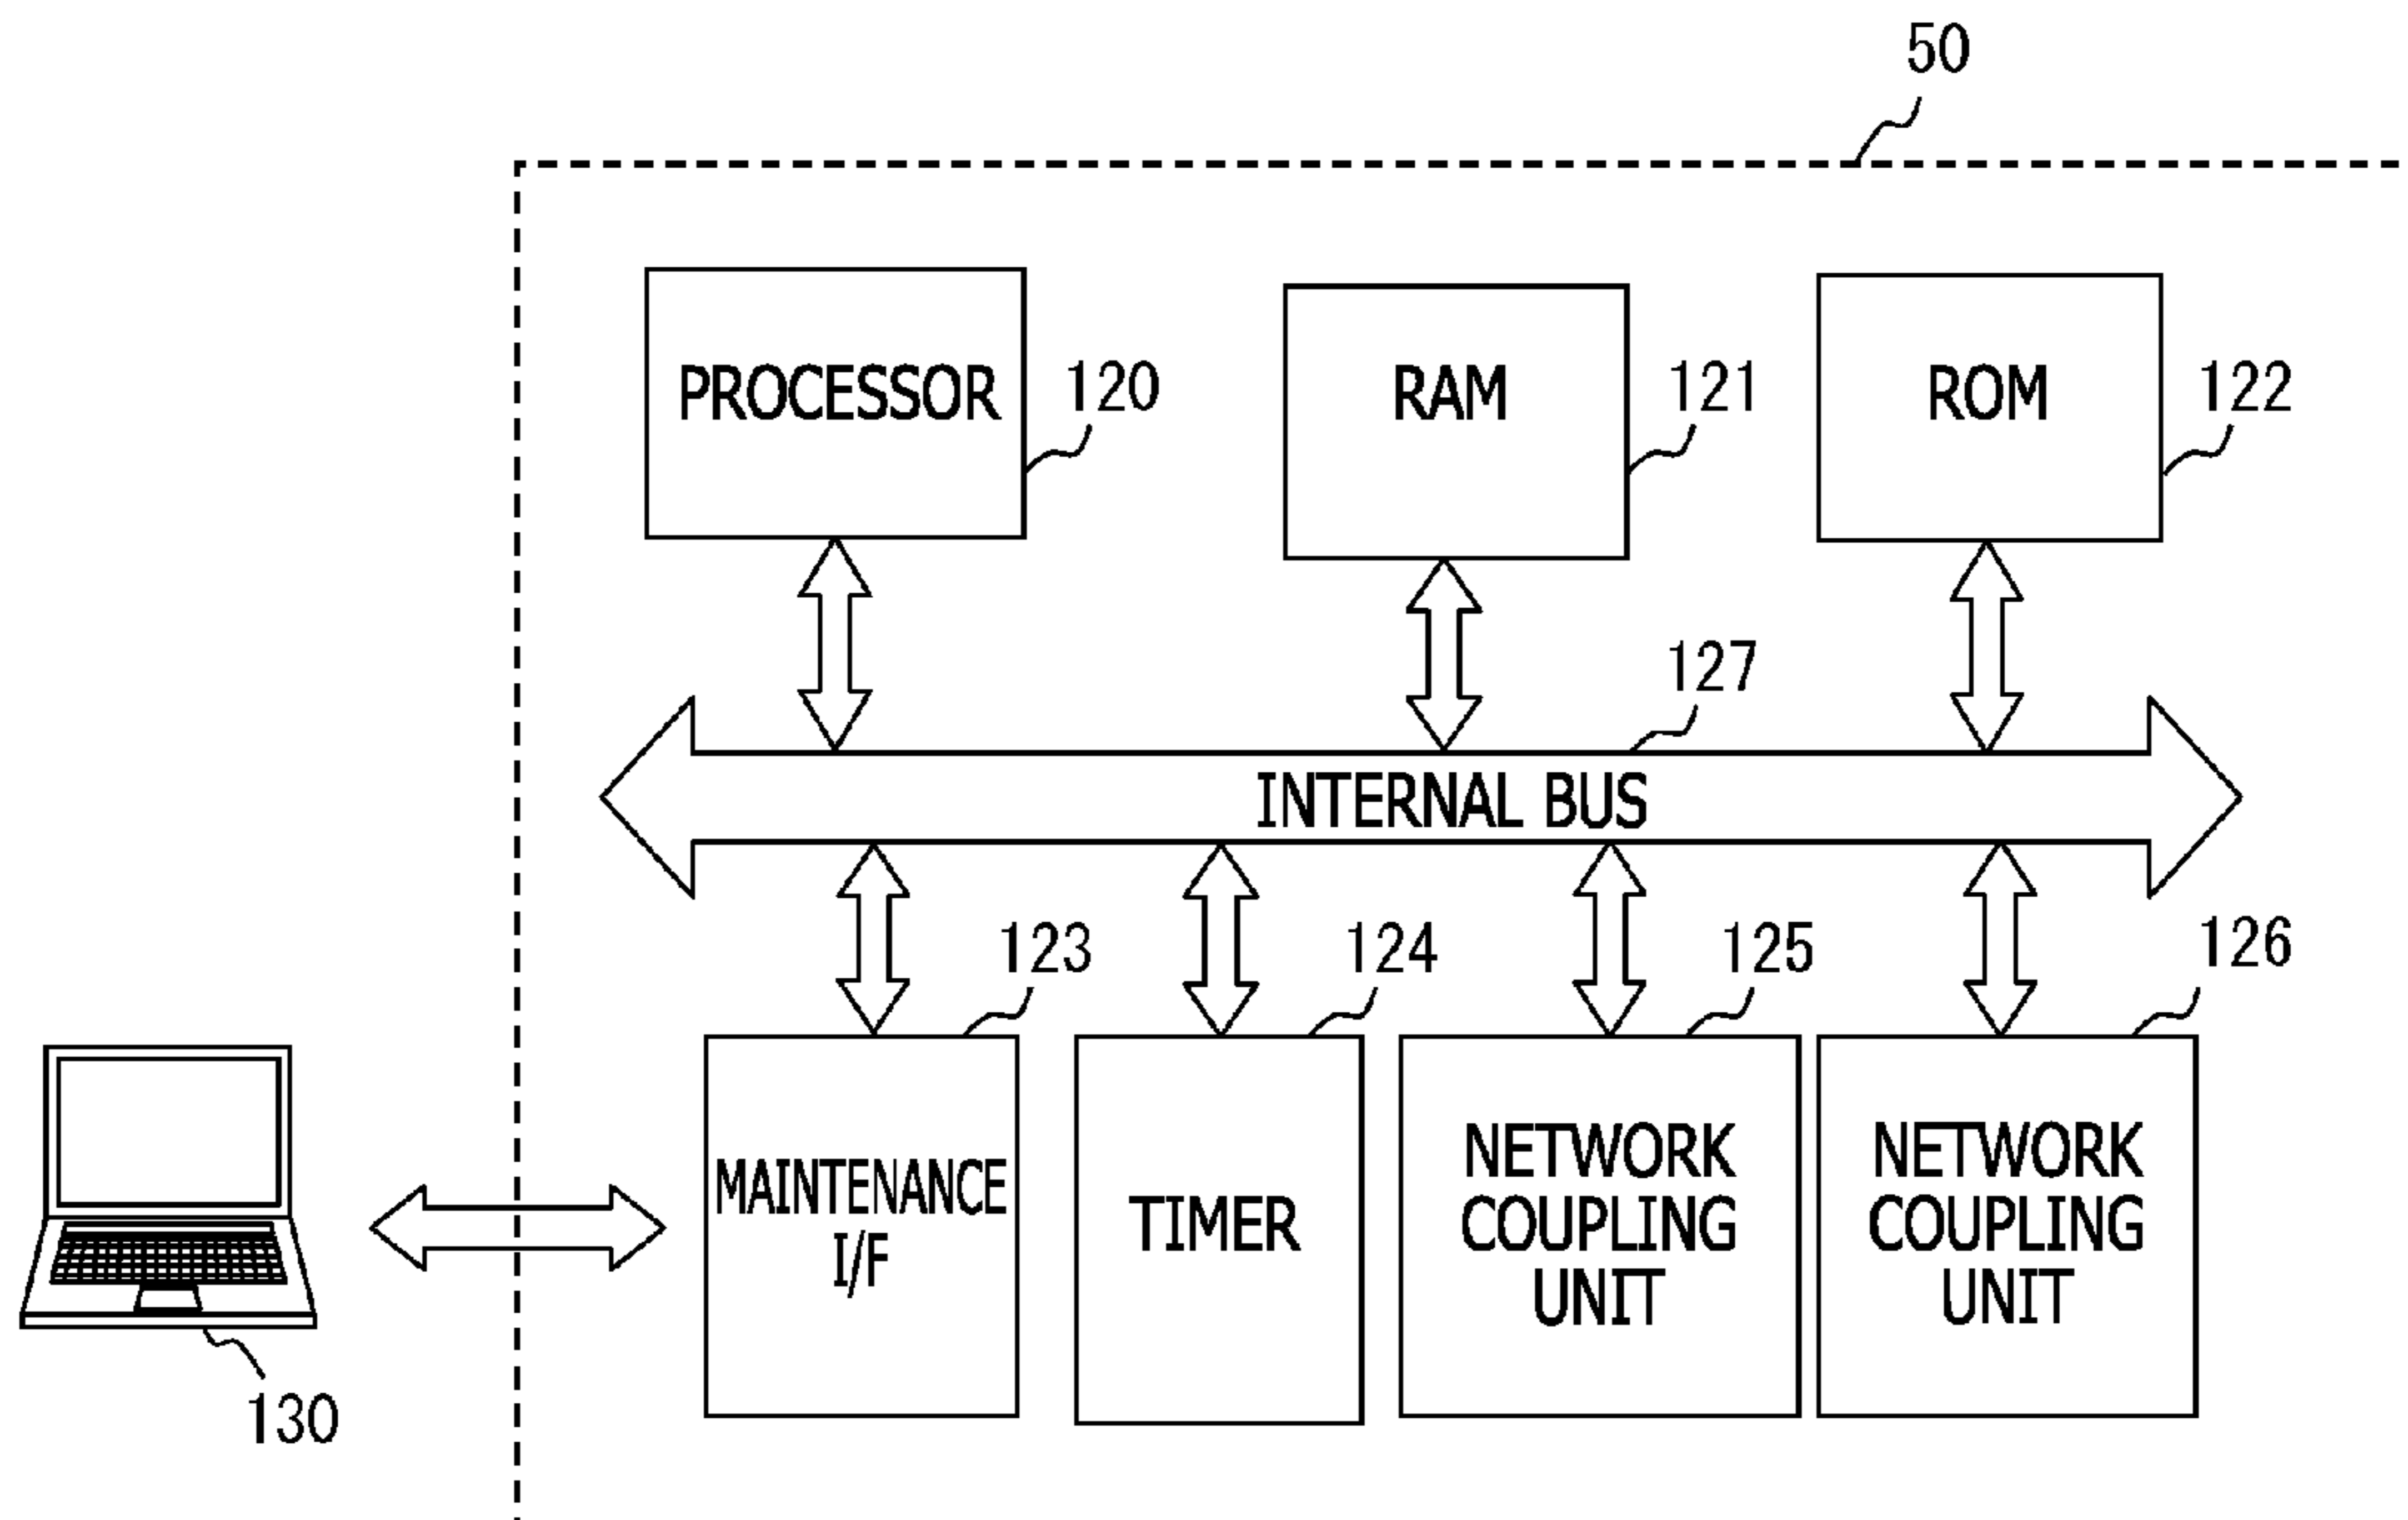 50
PROCESSOR
120
RAM
121
ROM
122
127
INTERNAL BUS
123
124
125
126
MAINTENANCE
I/F
TIMER
NETWORK
COUPLING
UNIT
NETWORK
COUPLING
UNIT
130